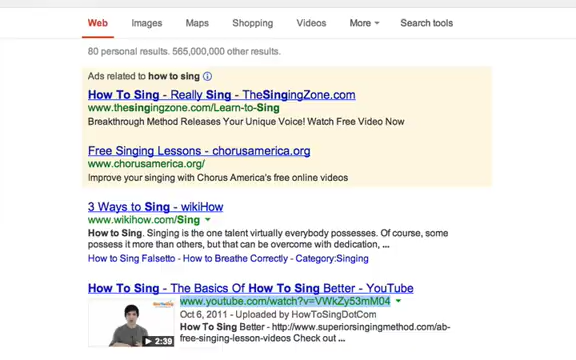 Web Images Maps Shopping Videos More Search tools
80 personal results. 565,000,000 other results.
Ads related to how to sing
How To Sing - Really Sing - TheSingingZone.com
www.thesingingzone.com/Learn-to-Sing
Breakthrough Method Releases Your Unique Voice! Watch Free Video Now
Free Singing Lessons - chorusamerica.org
www.chorusamerica.org/
Improve your singing with Chorus America's free online videos
3 Ways to Sing - wikiHow
www.wikihow.com/Sing
How to Sing. Singing is the one talent virtually everybody possesses. Of course, some
possess it more than others, but that can be overcome with dedication, ...
How to Sing Falsetto - How to Breathe Correctly - Category:Singing
How To Sing - The Basics Of How To Sing Better - YouTube
www.youtube.com/watch?v=VWkZy53mM04
Oct 6, 2011 - Uploaded by HowToSingDotCom
How To Sing Better - http://www.superiorsingingmethod.com/ab-
free-singing-lesson-videos Check out ...
2:39